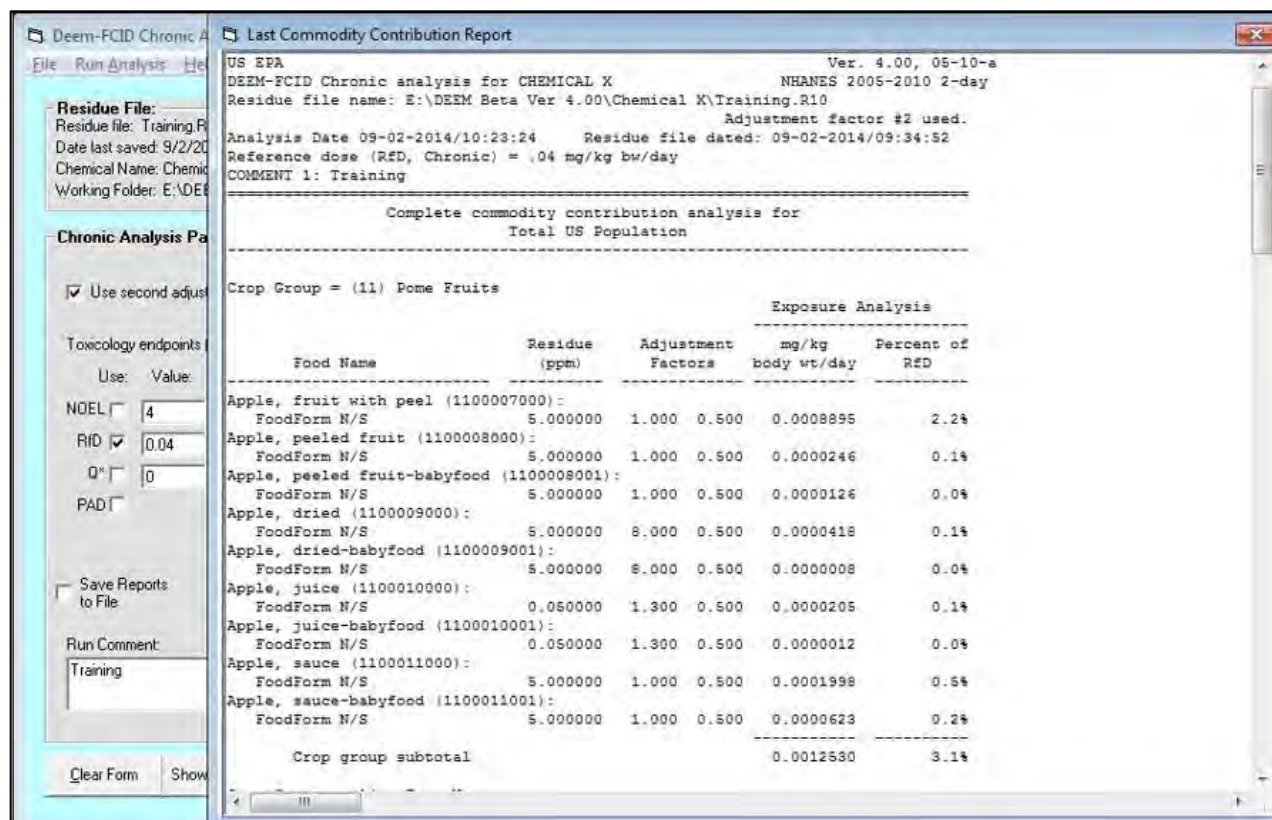 Deem-FCID Chronic A
File Run Analysis Hel
Residue File:
Residue file: Training.R
Date last saved: 9/2/20
Chemical Name: Chemic
Working Folder: E:\DEE
Chronic Analysis Pa
Use second adjust
Toxicology endpoints
Use: Value:
NOEL 4
RfD 0.04
Q* 0
PAD
Save Reports
to File
Run Comment:
Training
Clear Form Show
Last Commodity Contribution Report
US EPA Ver. 4.00, 05-10-a
DEEM-FCID Chronic analysis for CHEMICAL X NHANES 2005-2010 2-day
Residue file name: E:\DEEM Beta Ver 4.00\Chemical X\Training.R10
Adjustment factor #2 used.
Analysis Date 09-02-2014/10:23:24 Residue file dated: 09-02-2014/09:34:52
Reference dose (RfD, Chronic) = .04 mg/kg bw/day
COMMENT 1: Training
Complete commodity contribution analysis for
Total US Population
Crop Group = (11) Pome Fruits
Exposure Analysis
Residue Adjustment mg/kg Percent of
Food Name (ppm) Factors body wt/day RfD
Apple, fruit with peel (1100007000):
FoodForm N/S 5.000000 1.000 0.500 0.0008895 2.2%
Apple, peeled fruit (1100008000):
FoodForm N/S 5.000000 1.000 0.500 0.0000246 0.1%
Apple, peeled fruit-babyfood (1100008001):
FoodForm N/S 5.000000 1.000 0.500 0.0000126 0.0%
Apple, dried (1100009000):
FoodForm N/S 5.000000 8.000 0.500 0.0000418 0.1%
Apple, dried-babyfood (1100009001):
FoodForm N/S 5.000000 8.000 0.500 0.0000008 0.0%
Apple, juice (1100010000):
FoodForm N/S 0.050000 1.300 0.500 0.0000205 0.1%
Apple, juice-babyfood (1100010001):
FoodForm N/S 0.050000 1.300 0.500 0.0000012 0.0%
Apple, sauce (1100011000):
FoodForm N/S 5.000000 1.000 0.500 0.0001998 0.5%
Apple, sauce-babyfood (1100011001):
FoodForm N/S 5.000000 1.000 0.500 0.0000623 0.2%
Crop group subtotal 0.0012530 3.1%